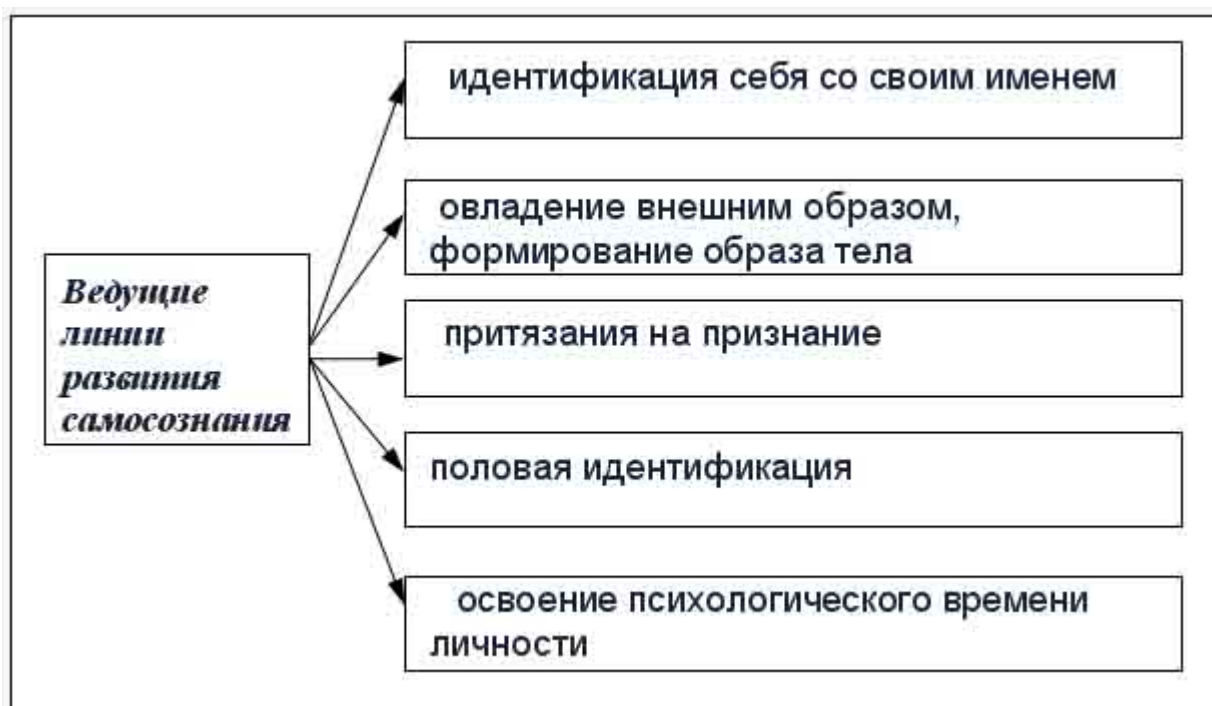 Ведущие
линии
развития
самосознания
идентификация себя со своим именем
овладение внешним образом,
формирование образа тела
притязания на признание
половая идентификация
освоение психологического времени
личности